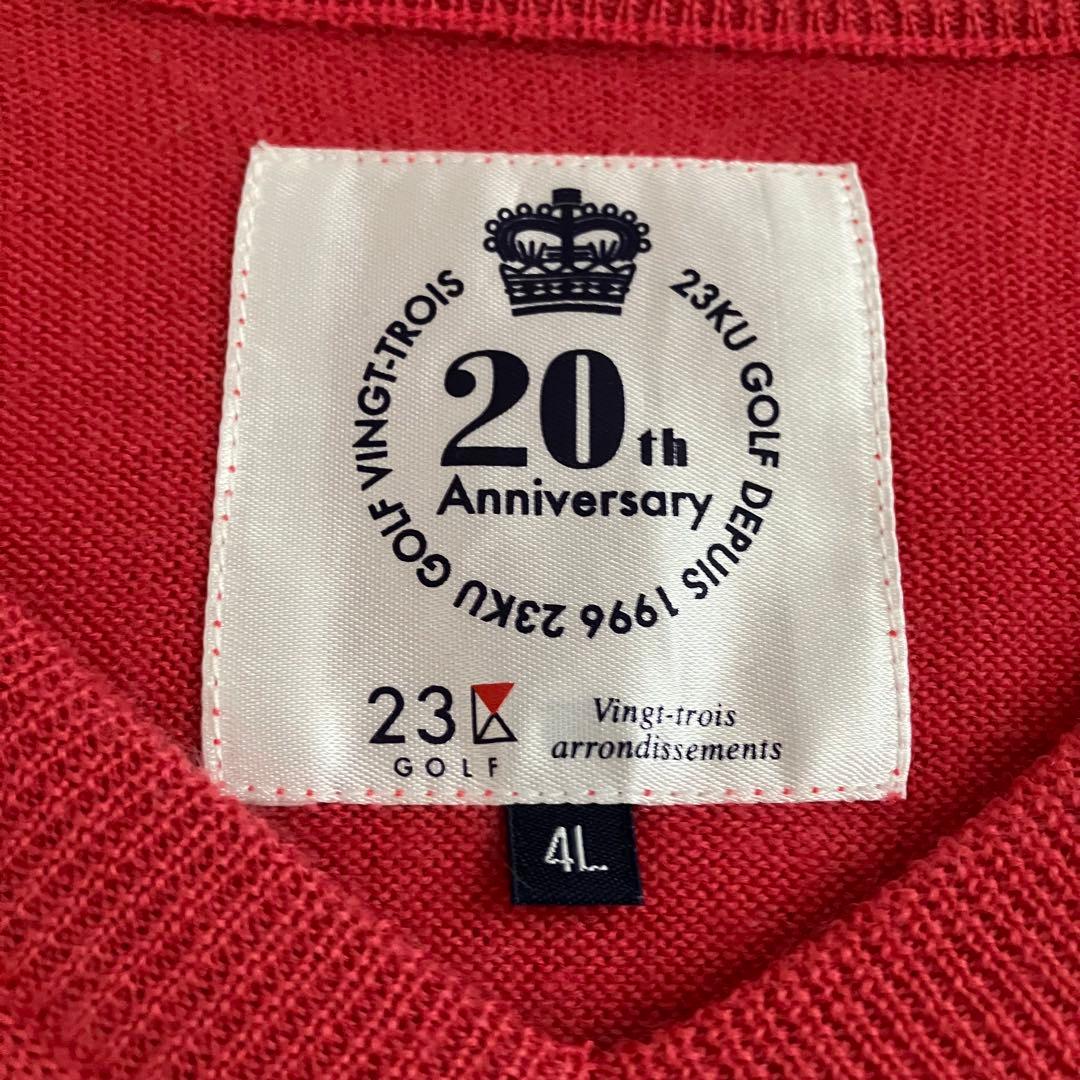 23KU GOLF DEPUIS 1996 23KU GOLF VINGT-TROIS
20th
Anniversary
23
GOLF
Vingt-trois
arrondissements
4L